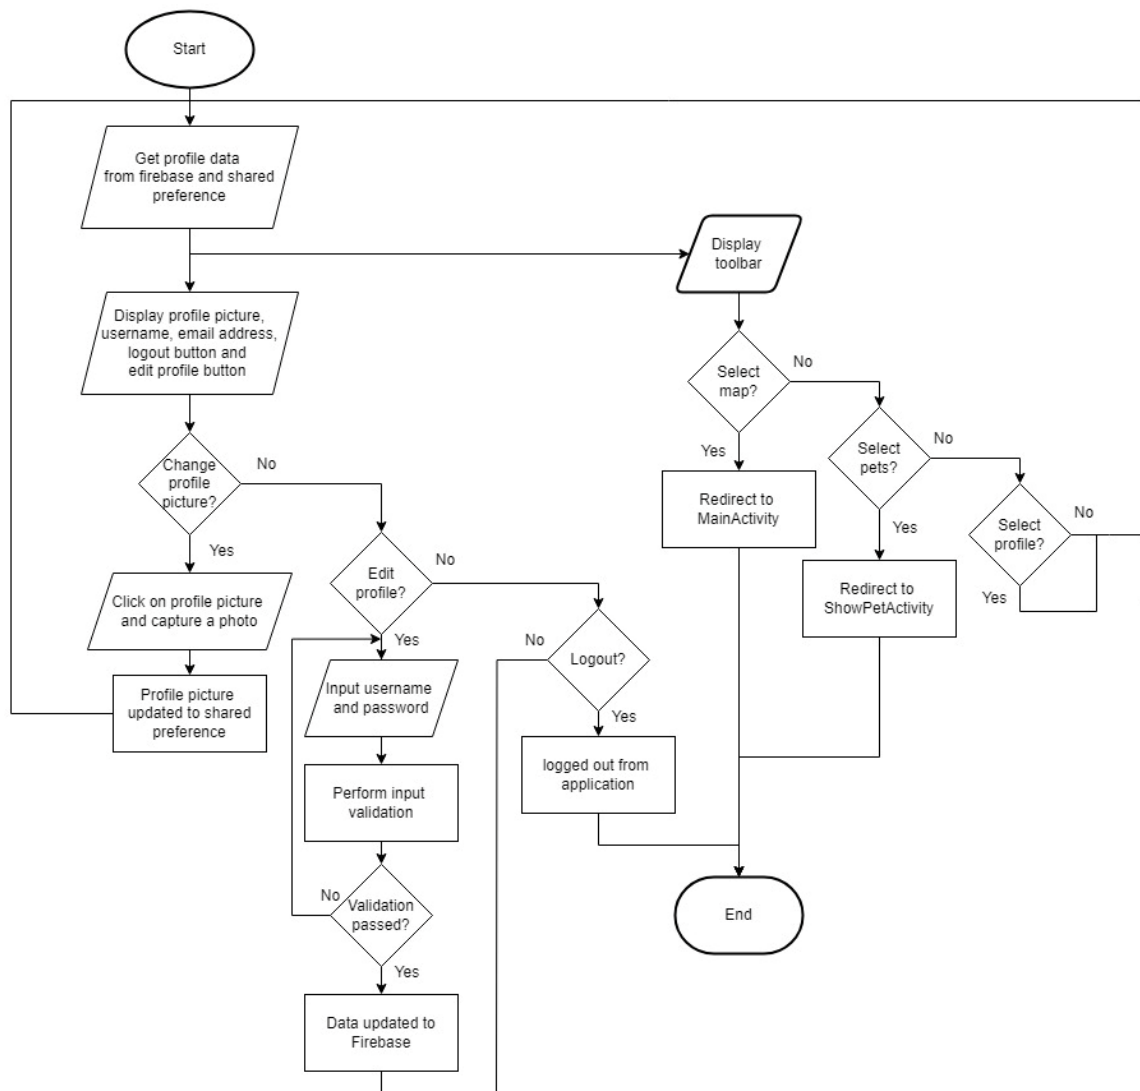 Start
Get profile data
from firebase and shared
preference
Display
toolbar
Display profile picture,
username, email address,
logout button and
edit profile button
Select
map?
No
Yes
Select
pets?
No
Yes
Select
profile?
No
Yes
Redirect to
MainActivity
Redirect to
ShowPetActivity
Change
profile
picture?
No
Yes
Click on profile picture
and capture a photo
Profile picture
updated to shared
preference
Edit
profile?
No
Yes
Input username
and password
Perform input
validation
Validation
passed?
No
Yes
Data updated to
Firebase
Logout?
No
Yes
logged out from
application
End